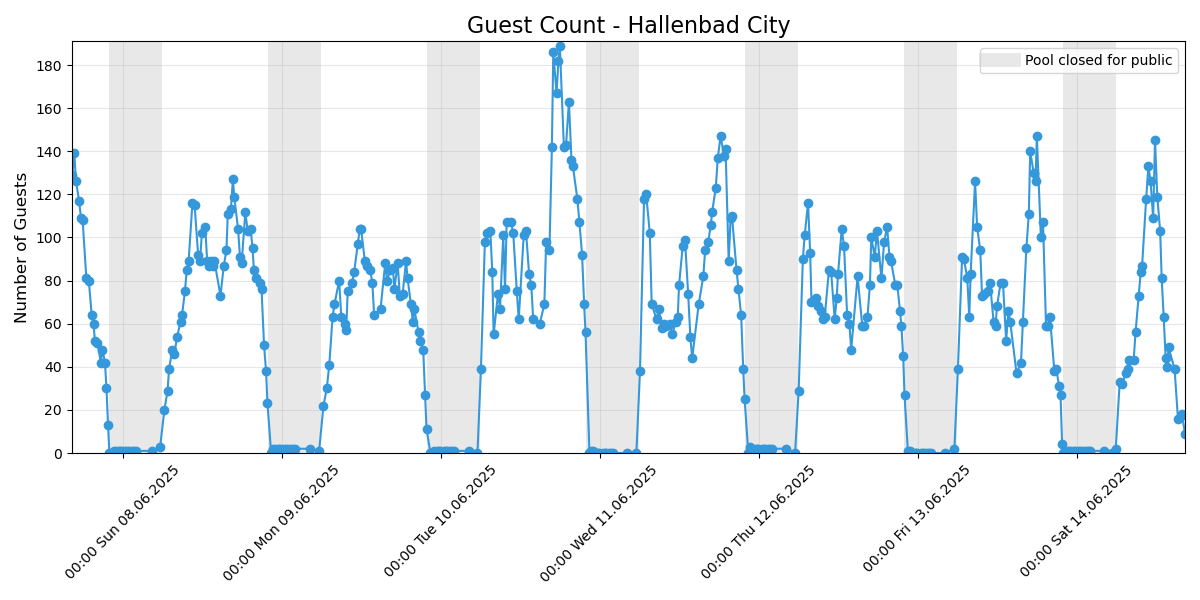 Guest Count - Hallenbad City
Pool closed for public
Number of Guests
180
160
140
120
100
80
60
40
20
0
00:00 Sun 08.06.2025
00:00 Mon 09.06.2025
00:00 Tue 10.06.2025
00:00 Wed 11.06.2025
00:00 Thu 12.06.2025
00:00 Fri 13.06.2025
00:00 Sat 14.06.2025